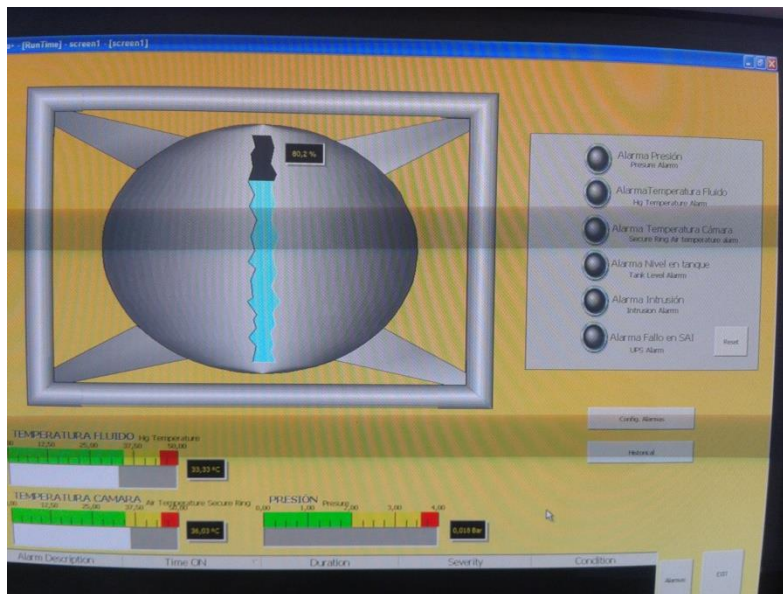 - [RunTime] - screen1 - [screen1]
80,2 %
Alarma Presión
Presure Alarm
AlarmaTemperatura Fluido
Hg Temperature Alarm
Alarma Temperatura Cámara
Secure Ring Air temperature alarm
Alarma Nivel en tanque
Tank Level Alarm
Alarma Intrusión
Intrusion Alarm
Alarma Fallo en SAI
UPS Alarm
Reset
Config. Alarmas
Historical
TEMPERATURA FLUIDO Hg Temperature
12,50 25,00 37,50 50,00
33,33 ºC
TEMPERATURA CAMARA Air Temperature Secure Ring
12,50 25,00 37,50 50,00
36,03 ºC
PRESIÓN Presure
0,00 1,00 2,00 3,00 4,00
0,018 Bar
Alarm Description Time ON Duration Severity Condition
Alarmas
EXIT